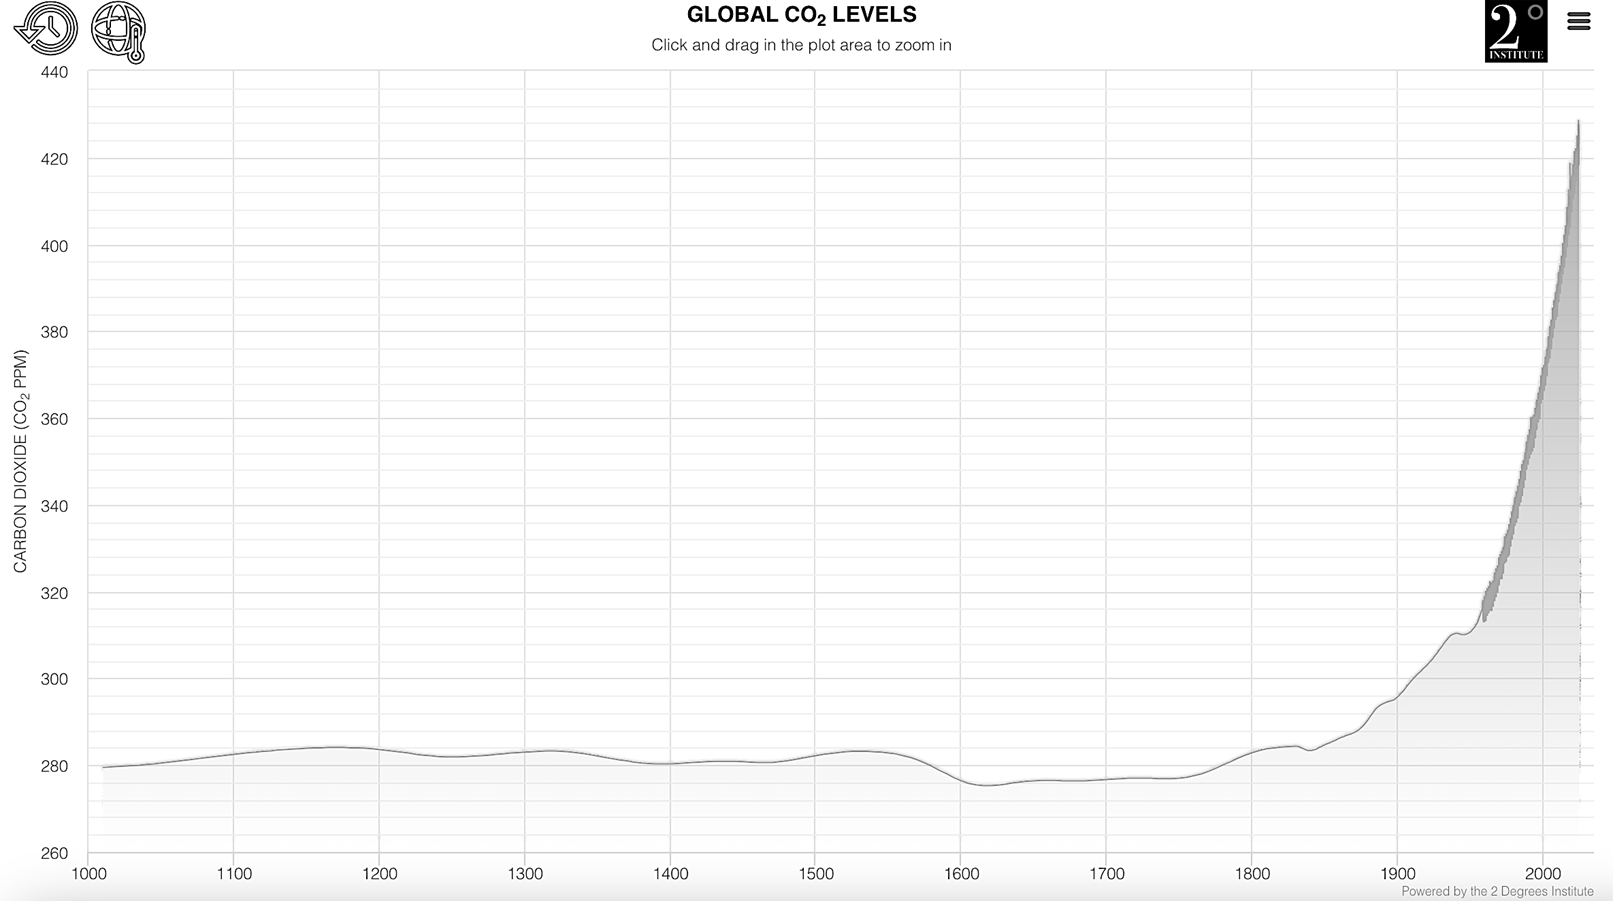 GLOBAL CO₂ LEVELS
Click and drag in the plot area to zoom in
2°
INSTITUTE
CARBON DIOXIDE (CO₂ PPM)
440
420
400
380
360
340
320
300
280
260
1000 1100 1200 1300 1400 1500 1600 1700 1800 1900 2000
Powered by the 2 Degrees Institute